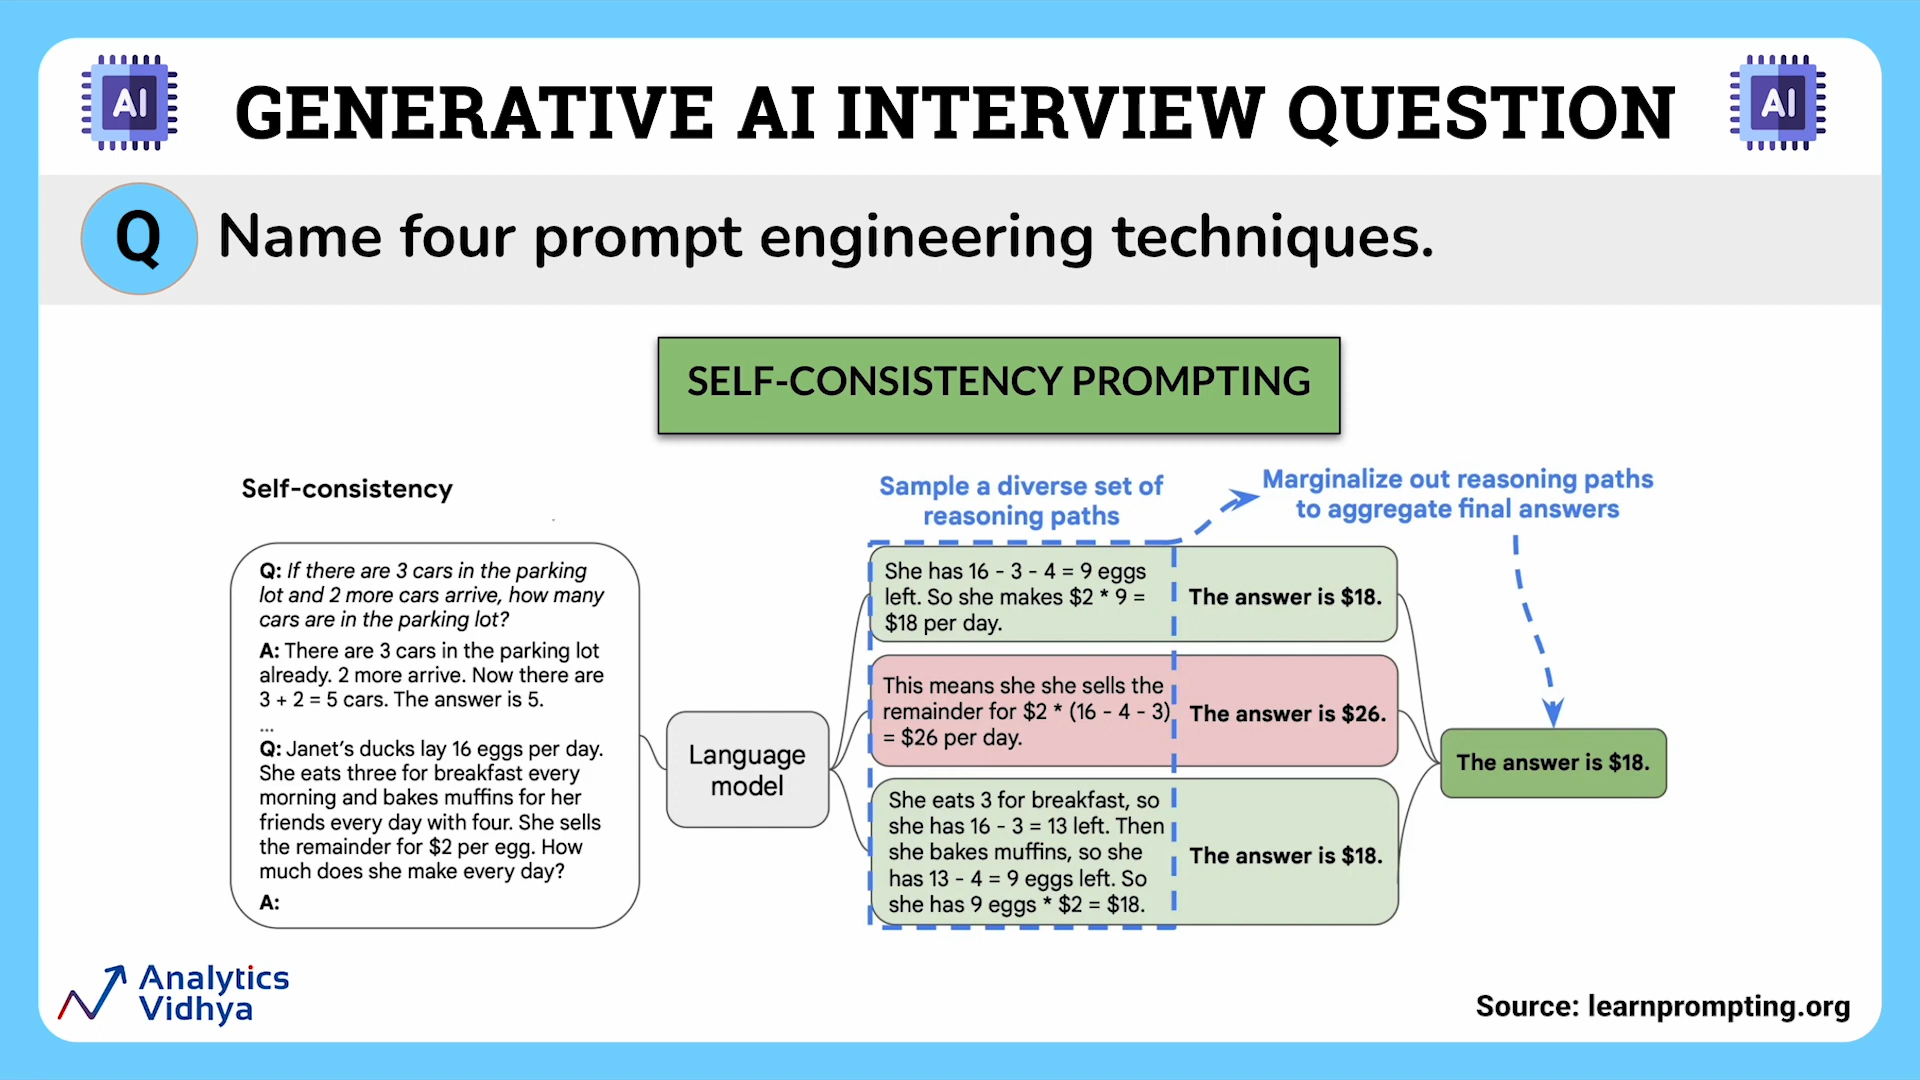 AI
GENERATIVE AI INTERVIEW QUESTION
AI
Q
Name four prompt engineering techniques.
SELF-CONSISTENCY PROMPTING
Self-consistency
Q: If there are 3 cars in the parking
lot and 2 more cars arrive, how many
cars are in the parking lot?
A: There are 3 cars in the parking lot
already. 2 more arrive. Now there are
3 + 2 = 5 cars. The answer is 5.
...
Q: Janet's ducks lay 16 eggs per day.
She eats three for breakfast every
morning and bakes muffins for her
friends every day with four. She sells
the remainder for $2 per egg. How
much does she make every day?
A:
Language
model
Sample a diverse set of
reasoning paths
She has 16 - 3 - 4 = 9 eggs
left. So she makes $2 * 9 =
$18 per day.
The answer is $18.
This means she she sells the
remainder for $2 * (16 - 4 - 3)
= $26 per day.
The answer is $26.
She eats 3 for breakfast, so
she has 16 - 3 = 13 left. Then
she bakes muffins, so she
has 13 - 4 = 9 eggs left. So
she has 9 eggs * $2 = $18.
The answer is $18.
Marginalize out reasoning paths
to aggregate final answers
The answer is $18.
Analytics
Vidhya
Source: learnprompting.org